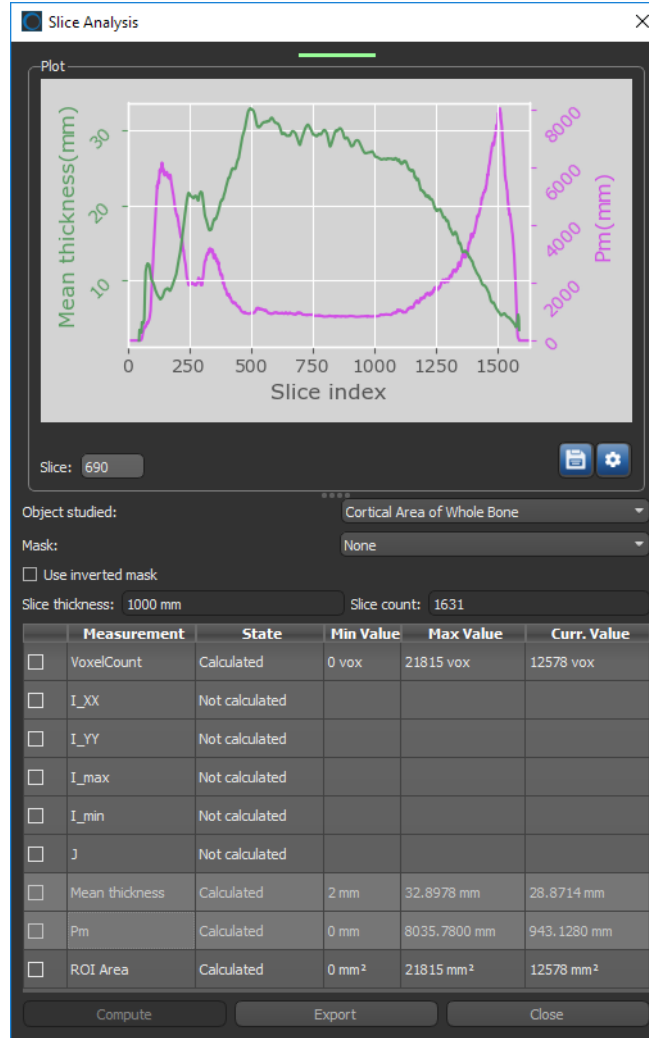 Slice Analysis
Plot
Mean thickness(mm)
30
20
10
8000
6000
4000
2000
0
Pm(mm)
0 250 500 750 1000 1250 1500
Slice index
Slice: 690
Object studied: Cortical Area of Whole Bone
Mask: None
Use inverted mask
Slice thickness: 1000 mm Slice count: 1631
Measurement State Min Value Max Value Curr. Value
VoxelCount Calculated 0 vox 21815 vox 12578 vox
I_XX Not calculated
I_YY Not calculated
I_max Not calculated
I_min Not calculated
J Not calculated
Mean thickness Calculated 2 mm 32.8978 mm 28.8714 mm
Pm Calculated 0 mm 8035.7800 mm 943.1280 mm
ROI Area Calculated 0 mm² 21815 mm² 12578 mm²
Compute Export Close